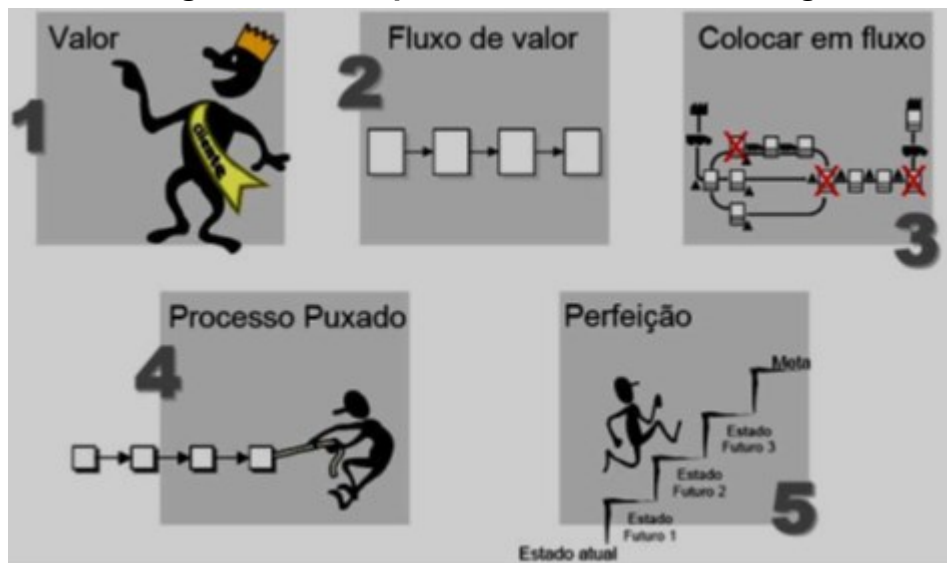 Valor
cliente
1
Fluxo de valor
2
Colocar em fluxo
3
Processo Puxado
4
Perfeição
Meta
Estado
Futuro 3
Estado
Futuro 2
Estado
Futuro 1
Estado atual
5